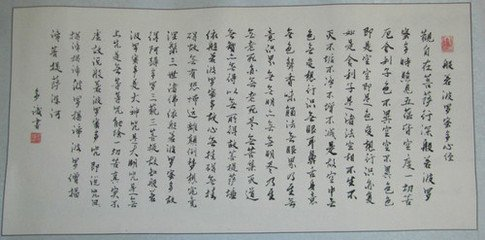 般若波羅蜜多心經
觀自在菩薩行深般若波羅
蜜多時照見五蘊皆空度一切苦
厄舍利子色不異空空不異色色
即是空空即是色受想行識亦復
如是舍利子是諸法空相不生不
滅不垢不淨不增不減是故空中無
色無受想行識無眼耳鼻舌身意
無色聲香味觸法無眼界乃至無
意識界無無明亦無無明盡乃至
無老死亦無老死盡無苦集滅道
無智亦無得以無所得故菩提薩埵
依般若波羅蜜多故心無罣礙無罣
礙故無有恐怖遠離顛倒夢想究竟
涅槃三世諸佛依般若波羅蜜多故
得阿耨多羅三藐三菩提故知般若
波羅蜜多是大神咒是大明咒是無
上咒是無等等咒能除一切苦真實不
虛故說般若波羅蜜多咒即說咒曰
揭諦揭諦波羅揭諦波羅僧揭
諦菩提薩婆訶